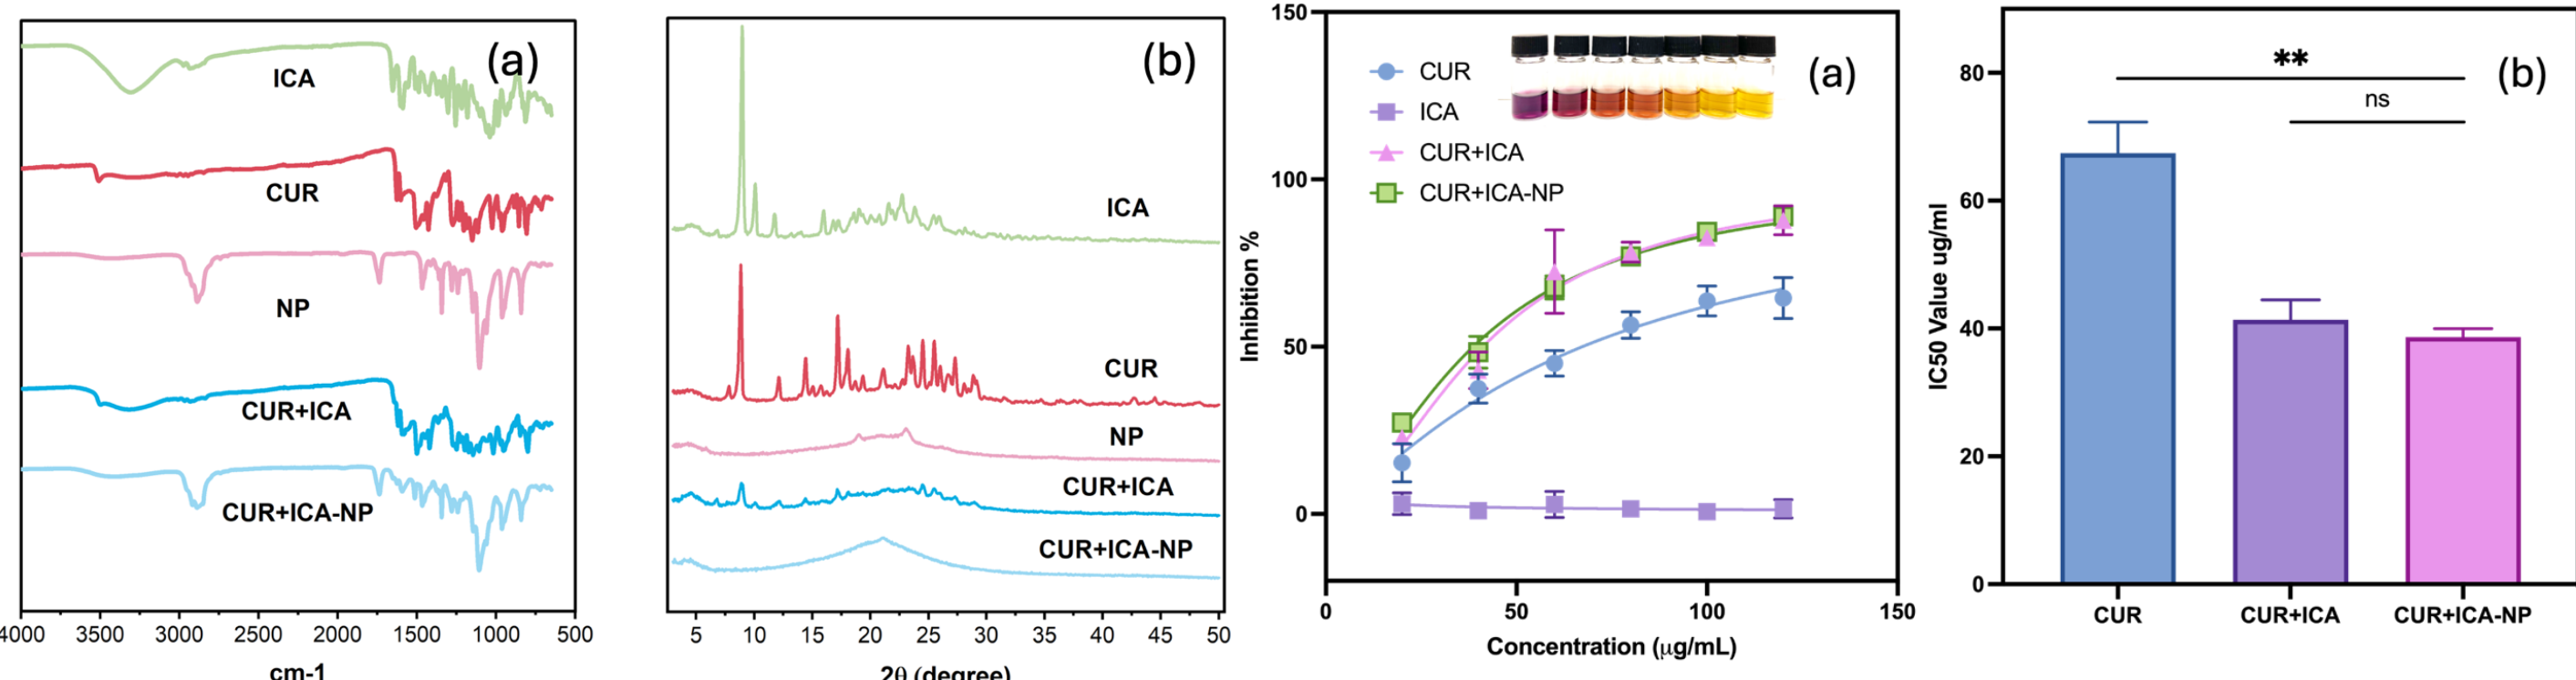 (a)
ICA
CUR
NP
CUR+ICA
CUR+ICA-NP
4000 3500 3000 2500 2000 1500 1000 500
cm-1
(b)
ICA
CUR
NP
CUR+ICA
CUR+ICA-NP
5 10 15 20 25 30 35 40 45 50
2θ (degree)
Inhibition %
150
100
50
0
CUR
ICA
CUR+ICA
CUR+ICA-NP
(a)
0 50 100 150
Concentration (μg/mL)
IC50 Value ug/ml
80
60
40
20
0
**
ns
(b)
CUR CUR+ICA CUR+ICA-NP